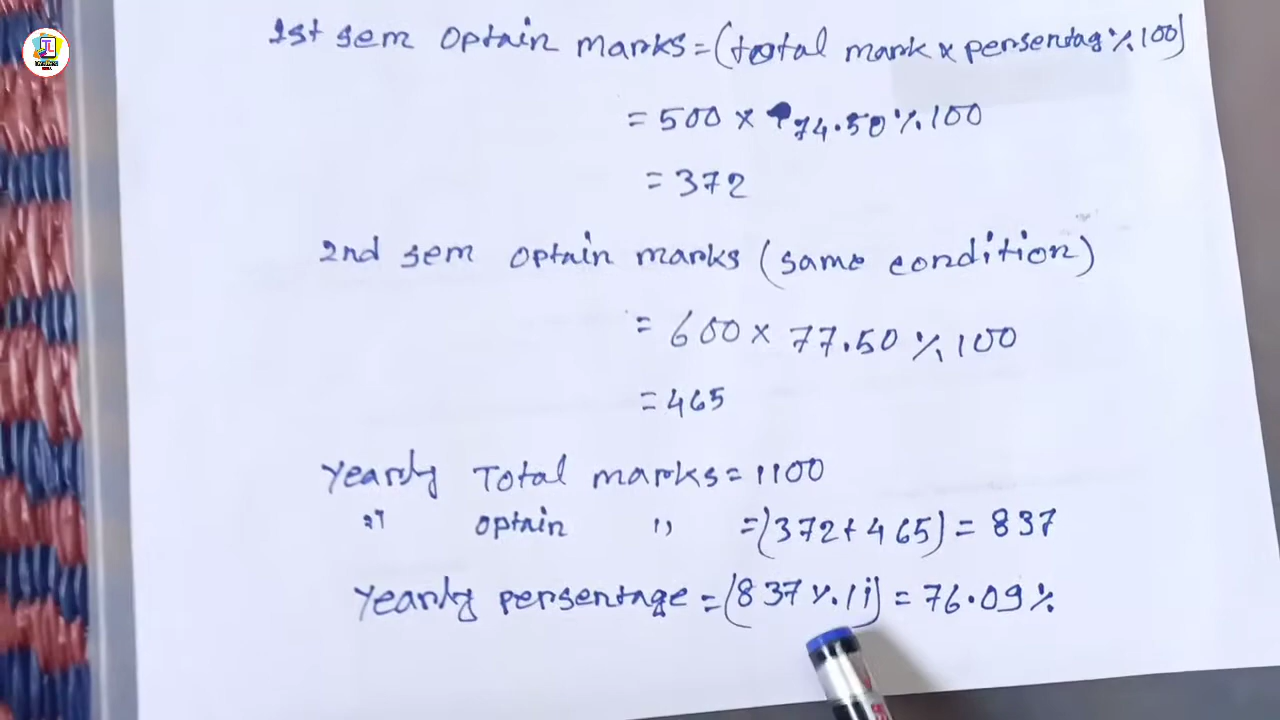 1st sem optain marks = (total mark x persentag % 100)
= 500 x 74.50 % 100
= 372
2nd sem optain marks (same condition)
= 600 x 77.50 % 100
= 465
Yearly Total marks = 1100
" optain " = (372 + 465) = 837
Yearly persentage = (837 % 11) = 76.09 %